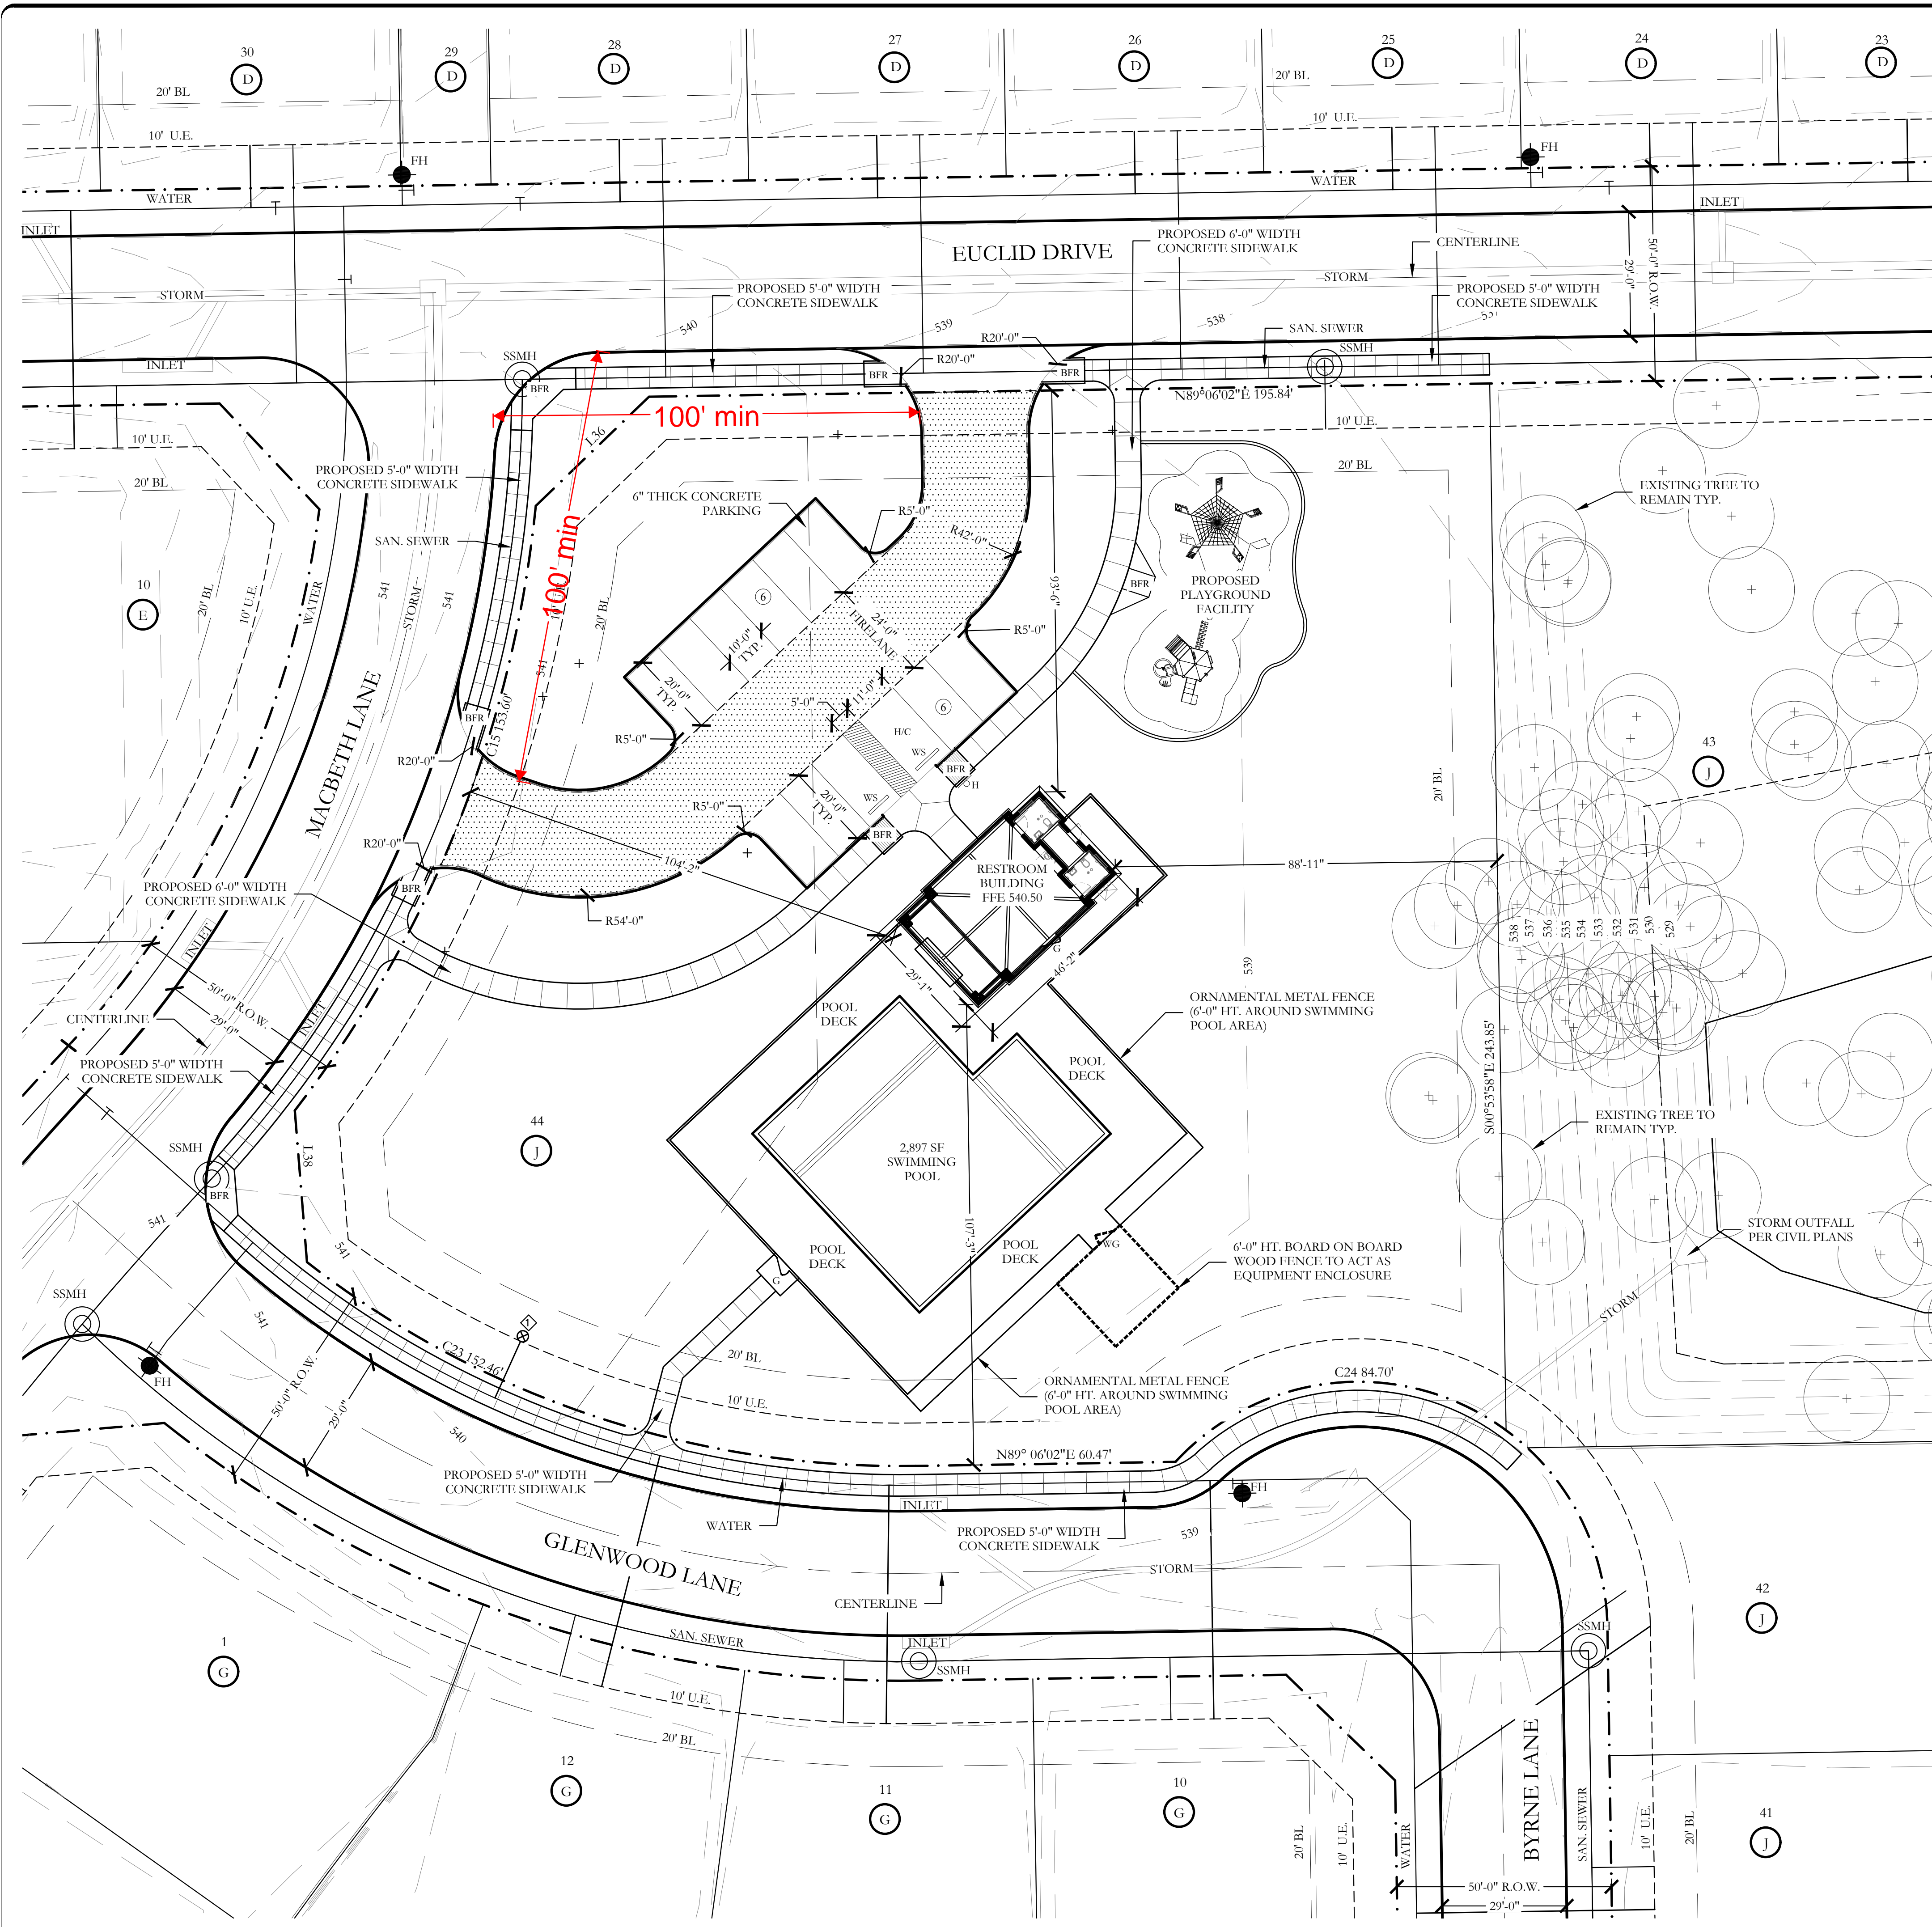 30
D
29
D
28
D
27
D
26
D
25
D
24
D
23
D
20' BL
20' BL
10' U.E.
10' U.E.
FH
FH
WATER
WATER
INLET
INLET
EUCLID DRIVE
PROPOSED 6'-0" WIDTH
CONCRETE SIDEWALK
CENTERLINE
50'-0" R.O.W.
29'-0"
STORM
STORM
PROPOSED 5'-0" WIDTH
CONCRETE SIDEWALK
PROPOSED 5'-0" WIDTH
CONCRETE SIDEWALK
540
539
538
SAN. SEWER
R20'-0"
R20'-0"
INLET
SSMH
SSMH
BFR
BFR
BFR
N89°06'02"E 195.84'
100' min
L36
10' U.E.
10' U.E.
20' BL
20' BL
PROPOSED 5'-0" WIDTH
CONCRETE SIDEWALK
6" THICK CONCRETE
PARKING
R5'-0"
R42'-0"
EXISTING TREE TO
REMAIN TYP.
SAN. SEWER
100' min
10
E
20' BL
10' U.E.
WATER
541
STORM
541
20' BL
6
10'-0"
TYP.
24'-0"
FIRELANE
93'-6"
BFR
PROPOSED
PLAYGROUND
FACILITY
R5'-0"
541
20'-0"
TYP.
5'-0"
11'-0"
6
MACBETH LANE
BFR
C15 153.60'
R5'-0"
H/C
WS
R20'-0"
BFR
H
43
J
20' BL
WS
20'-0"
TYP.
R5'-0"
BFR
R20'-0"
104'-2"
88'-11"
PROPOSED 6'-0" WIDTH
CONCRETE SIDEWALK
BFR
RESTROOM
BUILDING
FFE 540.50
R54'-0"
INLET
538
537
536
535
534
533
532
531
530
529
G
29'-1"
46'-2"
539
50'-0" R.O.W.
29'-0"
INLET
CENTERLINE
POOL
DECK
ORNAMENTAL METAL FENCE
(6'-0" HT. AROUND SWIMMING
POOL AREA)
PROPOSED 5'-0" WIDTH
CONCRETE SIDEWALK
POOL
DECK
S00°53'58"E 243.85'
44
J
EXISTING TREE TO
REMAIN TYP.
SSMH
L38
2,897 SF
SWIMMING
POOL
BFR
541
541
107'-3"
STORM OUTFALL
PER CIVIL PLANS
POOL
DECK
POOL
DECK
WG
6'-0" HT. BOARD ON BOARD
WOOD FENCE TO ACT AS
EQUIPMENT ENCLOSURE
G
SSMH
541
1
STORM
C23 152.46'
20' BL
FH
C24 84.70'
ORNAMENTAL METAL FENCE
(6'-0" HT. AROUND SWIMMING
POOL AREA)
50'-0" R.O.W.
29'-0"
10' U.E.
540
N89° 06'02"E 60.47'
PROPOSED 5'-0" WIDTH
CONCRETE SIDEWALK
FH
INLET
WATER
PROPOSED 5'-0" WIDTH
CONCRETE SIDEWALK
539
GLENWOOD LANE
STORM
CENTERLINE
42
J
SAN. SEWER
INLET
SSMH
SSMH
1
G
10' U.E.
20' BL
12
G
11
G
10
G
BYRNE LANE
20' BL
10' U.E.
WATER
SAN. SEWER
10' U.E.
20' BL
41
J
50'-0" R.O.W.
29'-0"